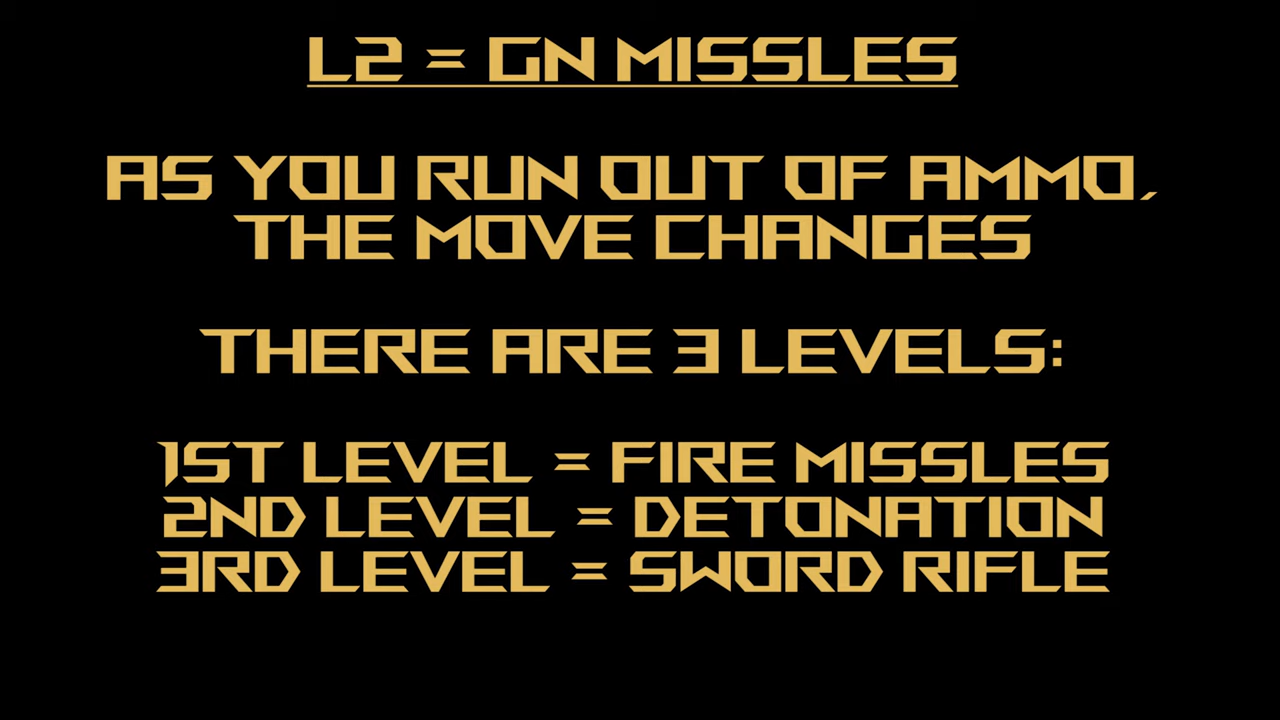 L2 = GN MISSLES
AS YOU RUN OUT OF AMMO,
THE MOVE CHANGES
THERE ARE 3 LEVELS:
1ST LEVEL = FIRE MISSLES
2ND LEVEL = DETONATION
3RD LEVEL = SWORD RIFLE